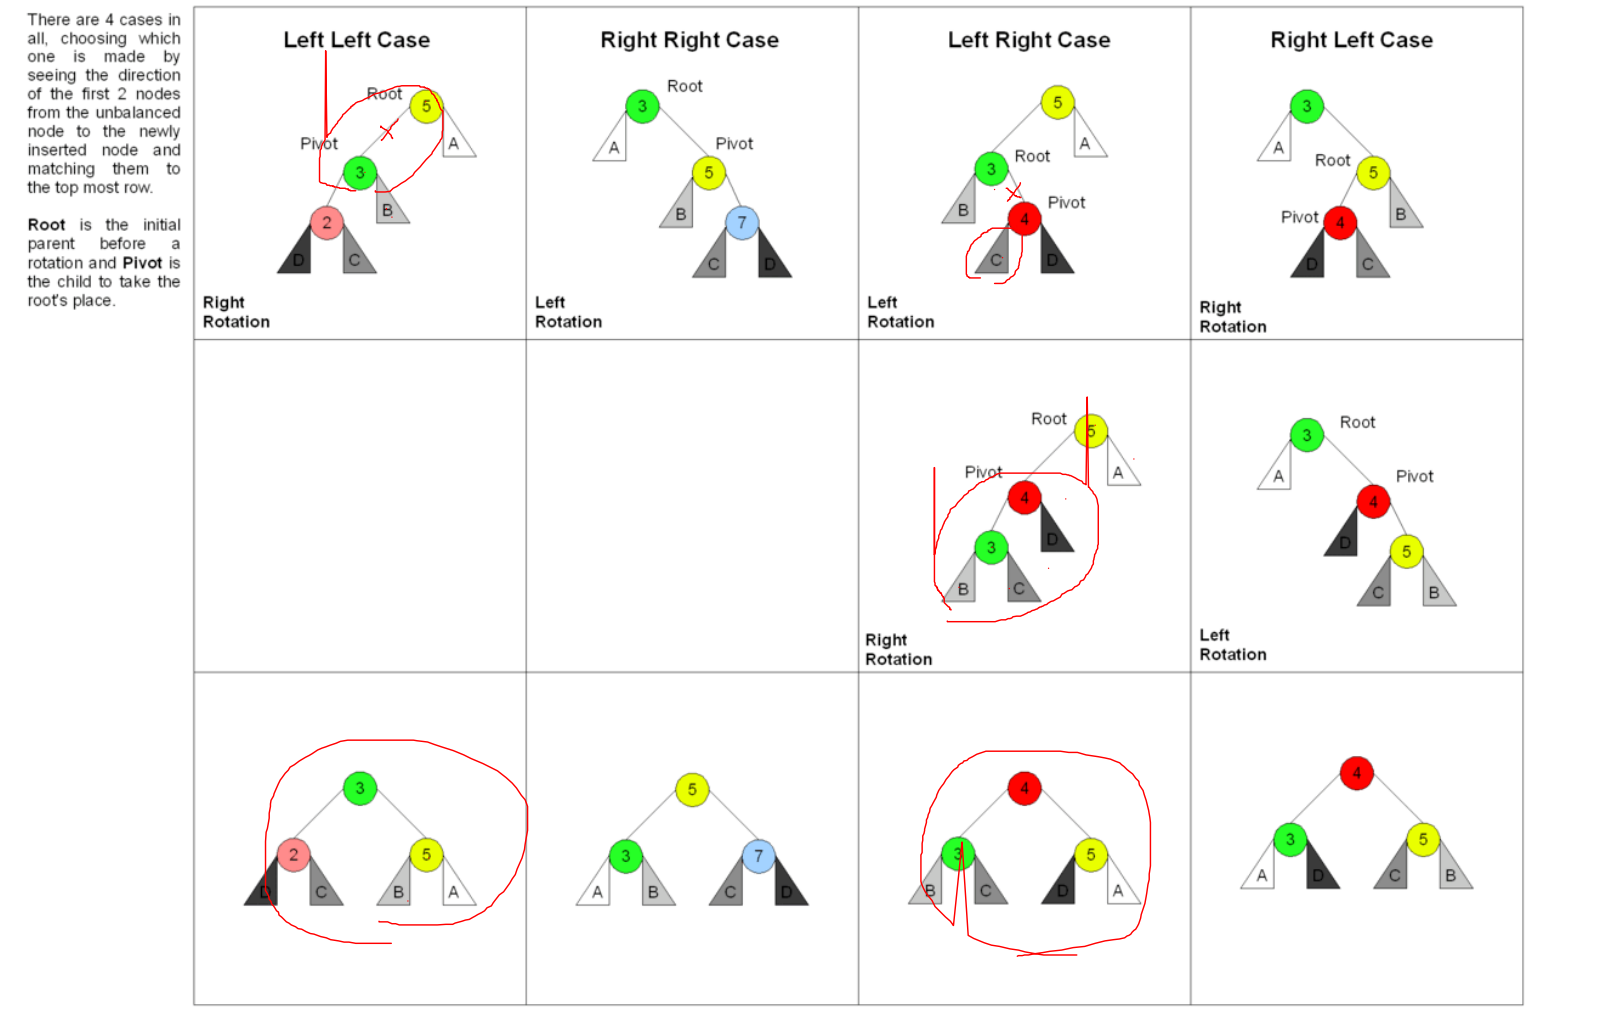 There are 4 cases in
all, choosing which
one is made by
seeing the direction
of the first 2 nodes
from the unbalanced
node to the newly
inserted node and
matching them to
the top most row.
Root is the initial
parent before a
rotation and Pivot is
the child to take the
root's place.
Left Left Case
Root
5
Pivot
A
3
B
2
D
C
Right
Rotation
Right Right Case
Root
3
A
Pivot
5
B
7
C
D
Left
Rotation
Left Right Case
5
A
Root
3
B
Pivot
4
C
D
Left
Rotation
Right Left Case
3
A
Root
5
Pivot
4
B
D
C
Right
Rotation
Root
5
Pivot
A
4
D
3
B
C
Right
Rotation
Root
3
A
Pivot
4
D
5
C
B
Left
Rotation
3
2
5
D
C
B
A
5
3
7
A
B
C
D
4
3
5
B
C
D
A
4
3
5
A
D
C
B